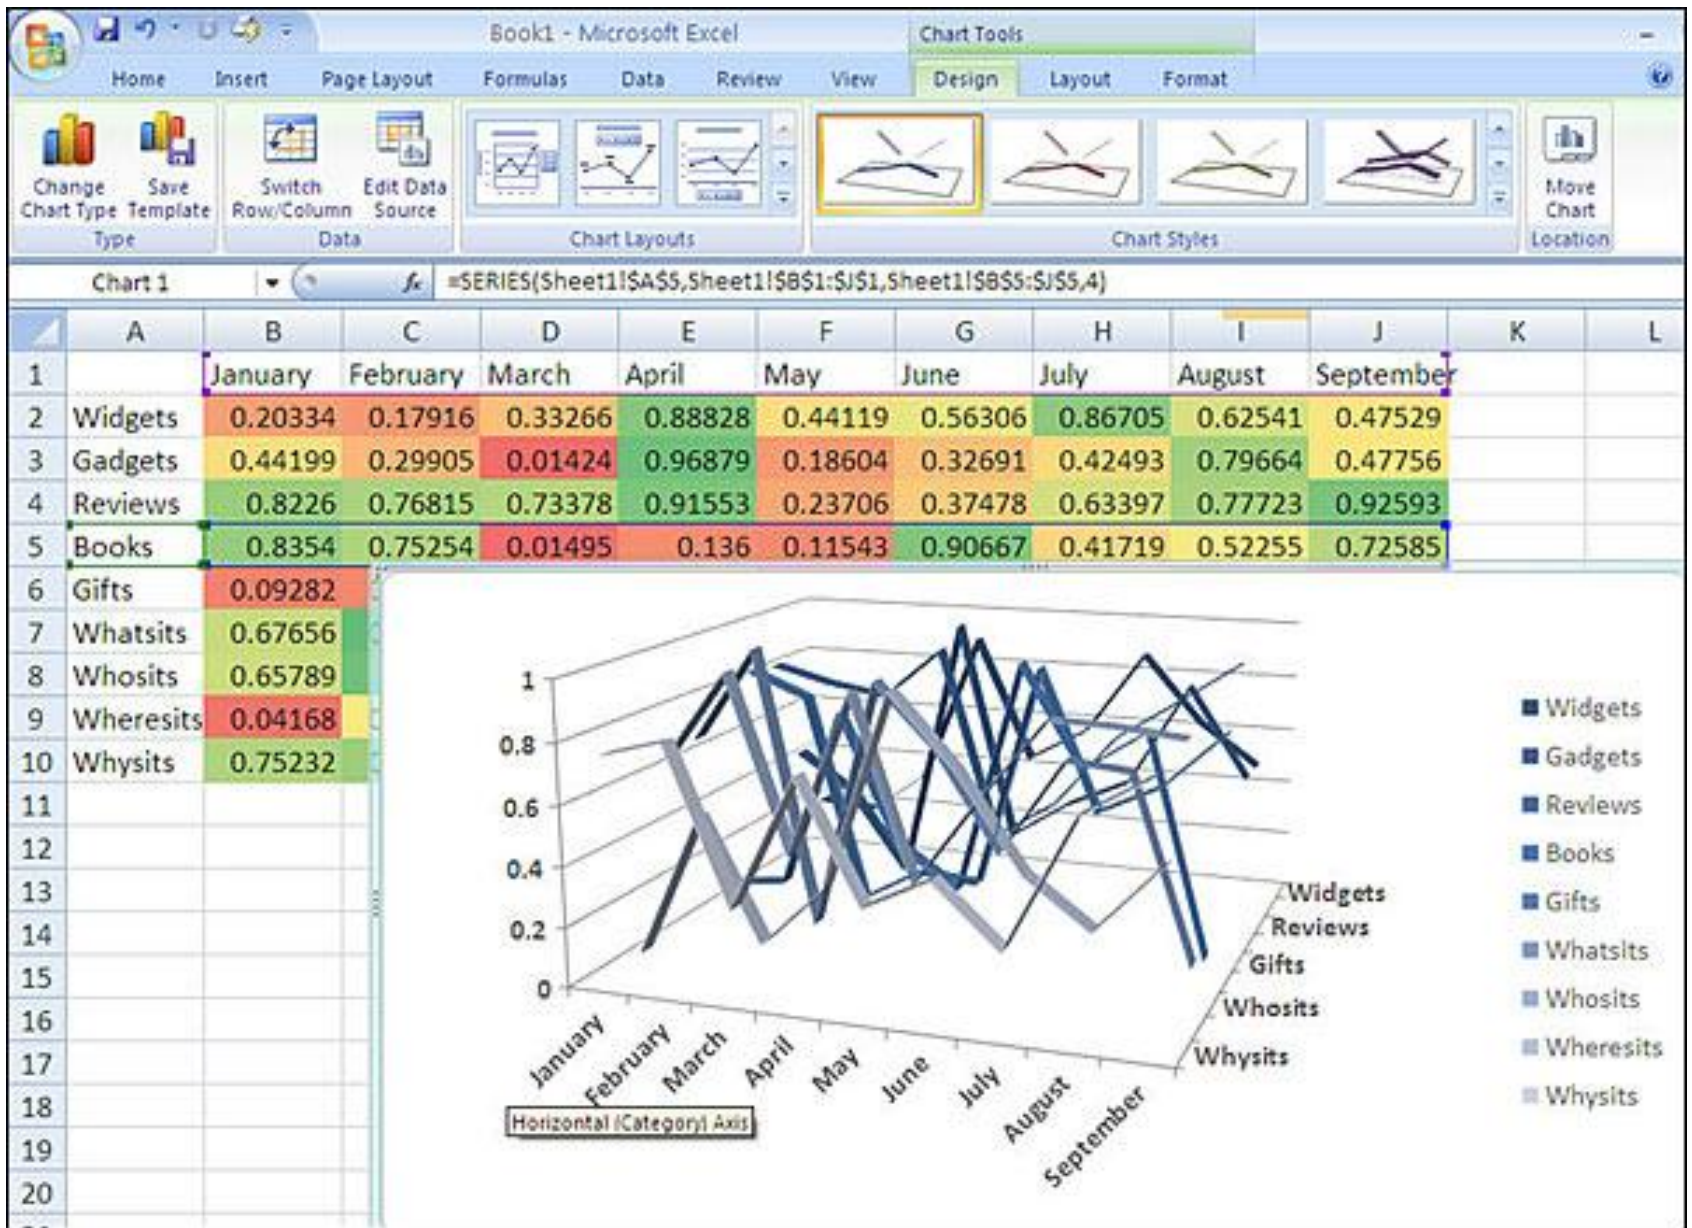 Book1 - Microsoft Excel Chart Tools
Home Insert Page Layout Formulas Data Review View Design Layout Format
Change Chart Type Save Template Switch Row/Column Edit Data Source Move Chart
Type Data Chart Layouts Chart Styles Location
Chart 1 fx =SERIES(Sheet1!$A$5,Sheet1!$B$1:$J$1,Sheet1!$B$5:$J$5,4)
A B C D E F G H I J K L
1 January February March April May June July August September
2 Widgets 0.20334 0.17916 0.33266 0.88828 0.44119 0.56306 0.86705 0.62541 0.47529
3 Gadgets 0.44199 0.29905 0.01424 0.96879 0.18604 0.32691 0.42493 0.79664 0.47756
4 Reviews 0.8226 0.76815 0.73378 0.91553 0.23706 0.37478 0.63397 0.77723 0.92593
5 Books 0.8354 0.75254 0.01495 0.136 0.11543 0.90667 0.41719 0.52255 0.72585
6 Gifts 0.09282
7 Whatsits 0.67656
8 Whosits 0.65789
9 Wheresits 0.04168
10 Whysits 0.75232
11
12
13
14
15
16
17
18
19
20
1
0.8
0.6
0.4
0.2
0
January
February
March
April
May
June
July
August
September
Horizontal (Category) Axis
Widgets
Reviews
Gifts
Whosits
Whysits
Widgets
Gadgets
Reviews
Books
Gifts
Whatsits
Whosits
Wheresits
Whysits